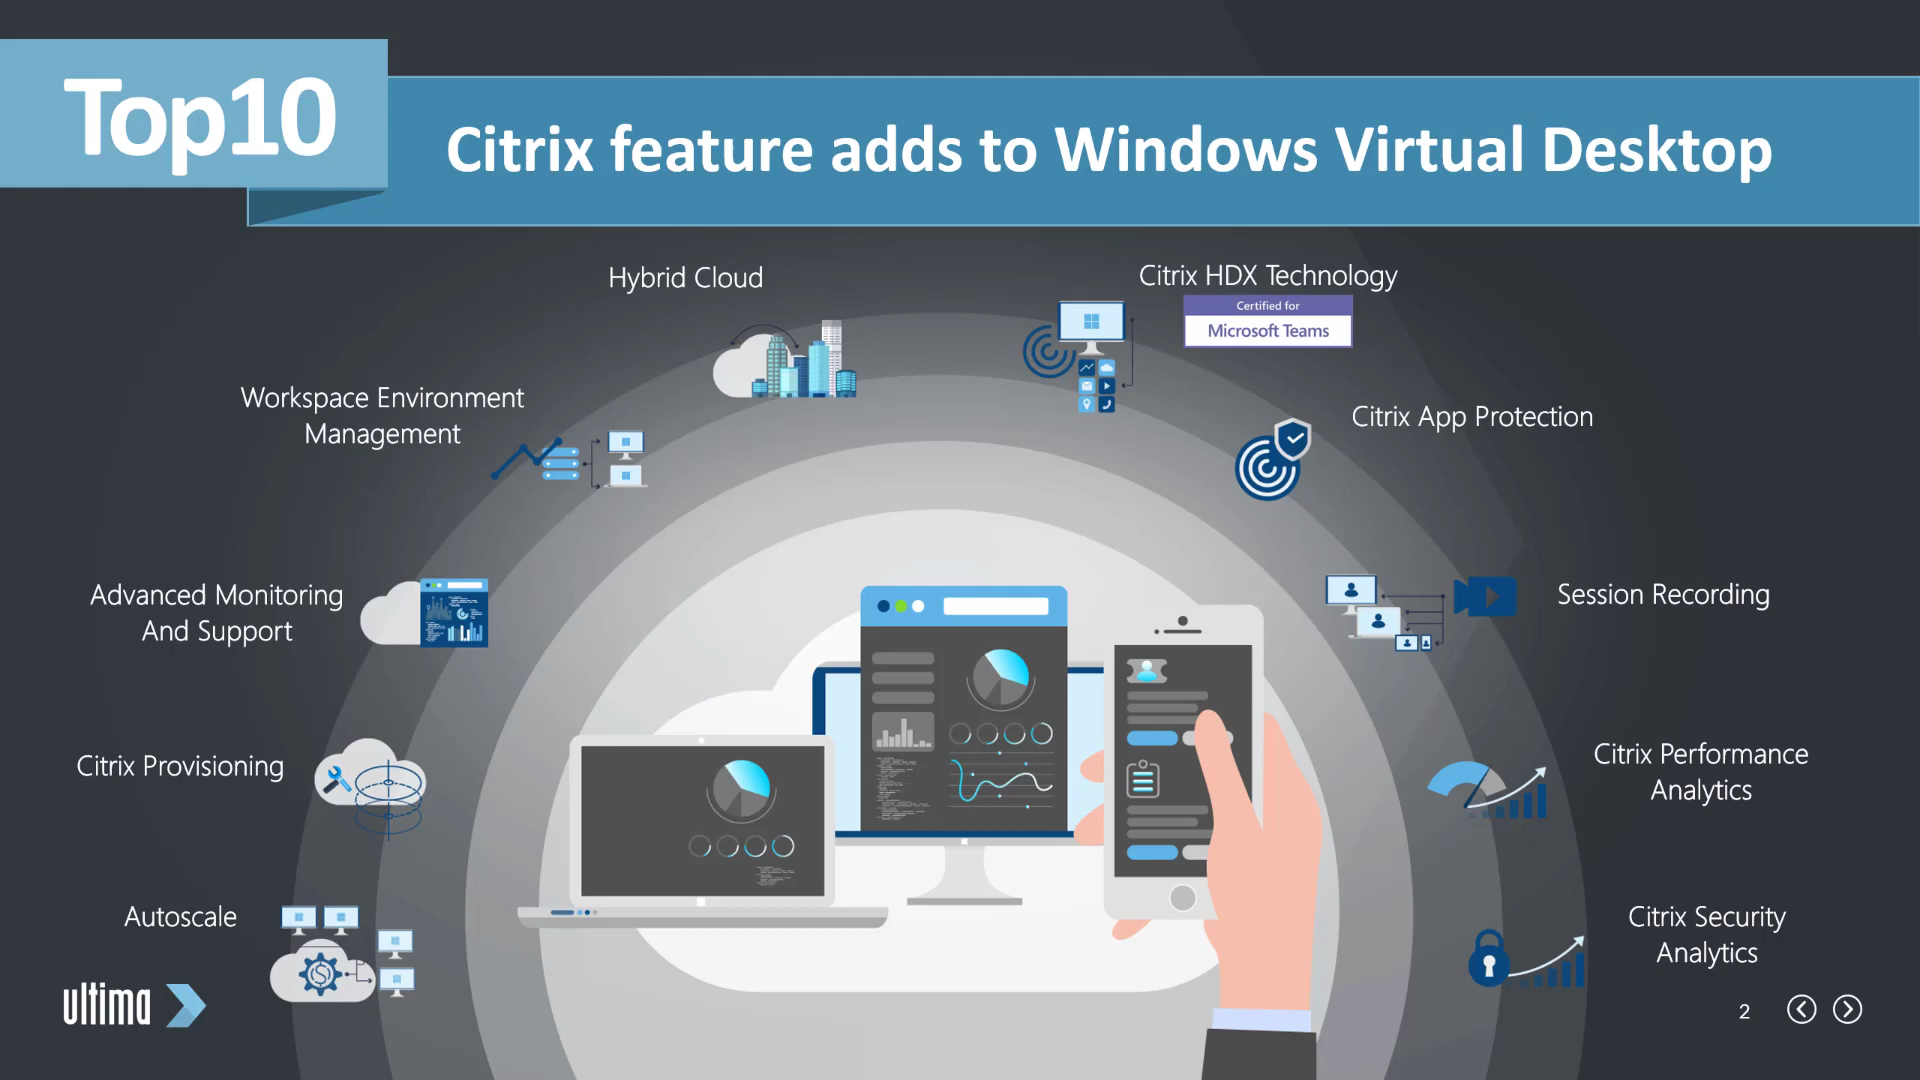 Top10
Citrix feature adds to Windows Virtual Desktop
Hybrid Cloud
Citrix HDX Technology
Certified for
Microsoft Teams
Workspace Environment
Management
Citrix App Protection
Advanced Monitoring
And Support
Session Recording
Citrix Provisioning
Citrix Performance
Analytics
Autoscale
Citrix Security
Analytics
ultima
2